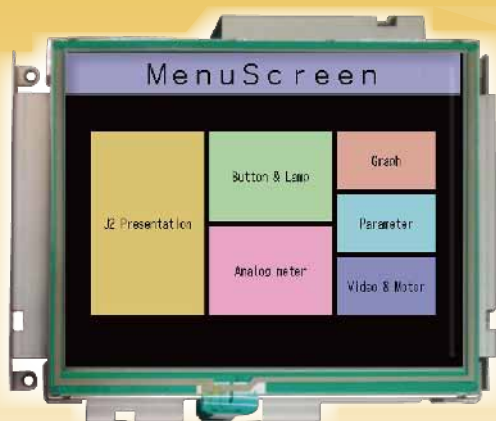 MenuScreen
J2 Presentation
Button & Lamp
Analog meter
Graph
Parameter
Video & Motor